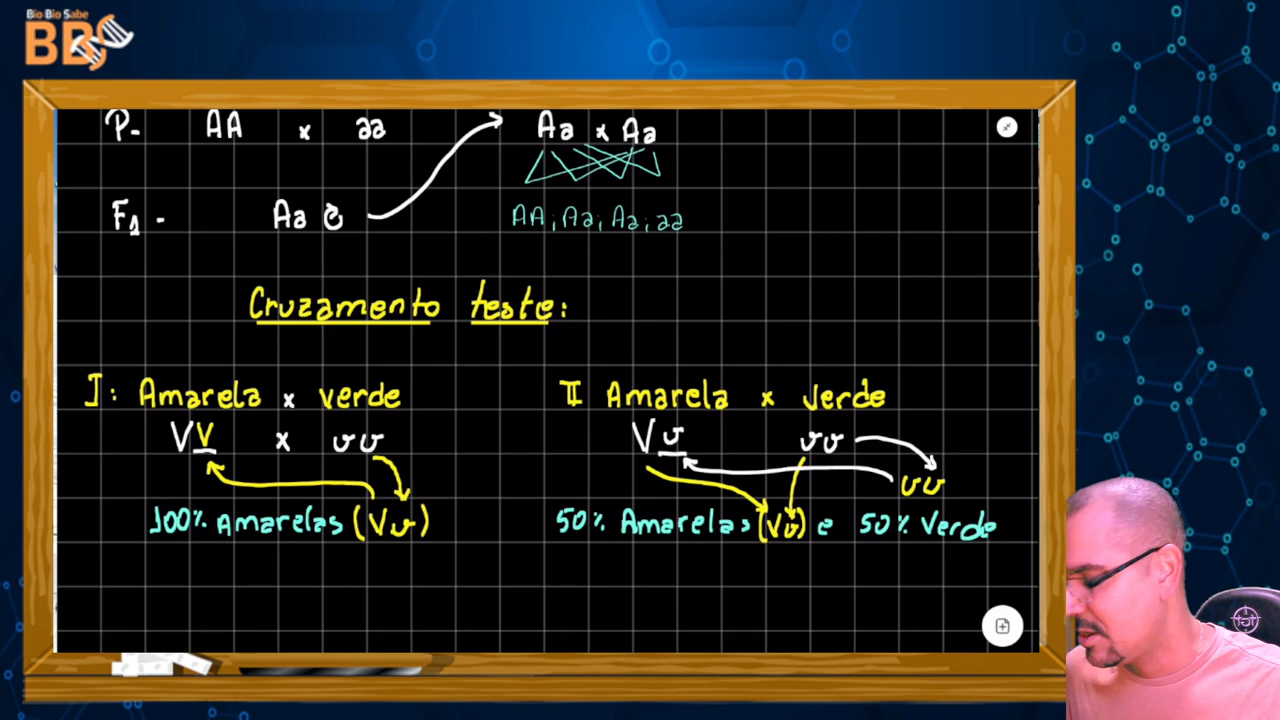 Bio Bio Sabe
BBS
P- AA x aa Aa x Aa
F1 - Aa AA; Aa; Aa; aa
Cruzamento teste:
I: Amarela x verde
VV x vv
100% Amarelas (Vv)
II Amarela x Verde
Vv vv
vv
50% Amarelas (Vv) e 50% Verde